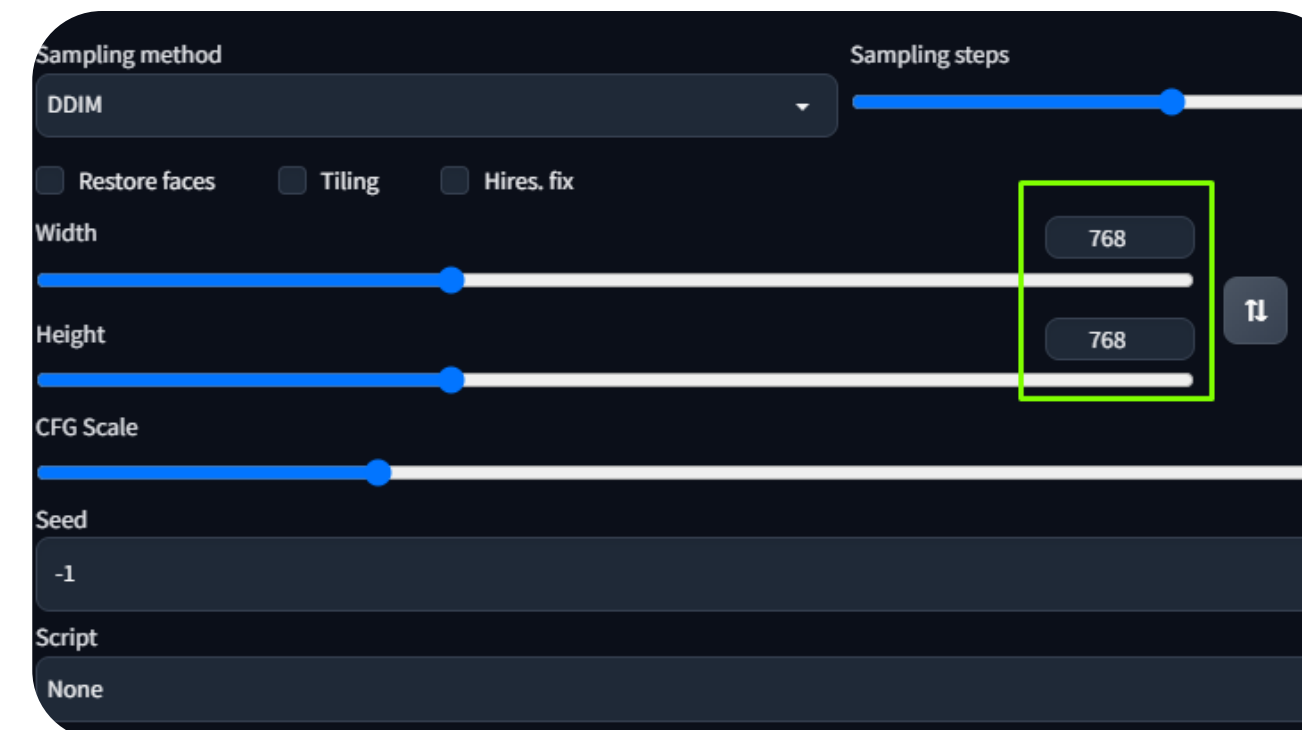 Sampling method
Sampling steps
DDIM
Restore faces
Tiling
Hires. fix
Width
768
Height
768
CFG Scale
Seed
-1
Script
None